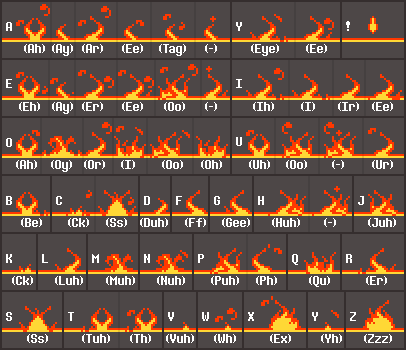 A (Ah) (Ay) (Ar) (Ee) (Tag) (-) Y (Eye) (Ee) !
E (Eh) (Ay) (Er) (Ee) (Oo) (-) I (Ih) (I) (Ir) (Ee)
O (Ah) (Oy) (Or) (I) (Oo) (Oh) U (Uh) (Oo) (-) (Ur)
B (Be) C (Ck) (Ss) D (Duh) F (Ff) G (Gee) H (Huh) (-) J (Juh)
K (Ck) L (Luh) M (Muh) N (Nuh) P (Puh) (Ph) Q (Qu) R (Er)
S (Ss) T (Tuh) (Th) V (Vuh) W (Wh) X (Ex) Y (Yh) Z (Zzz)